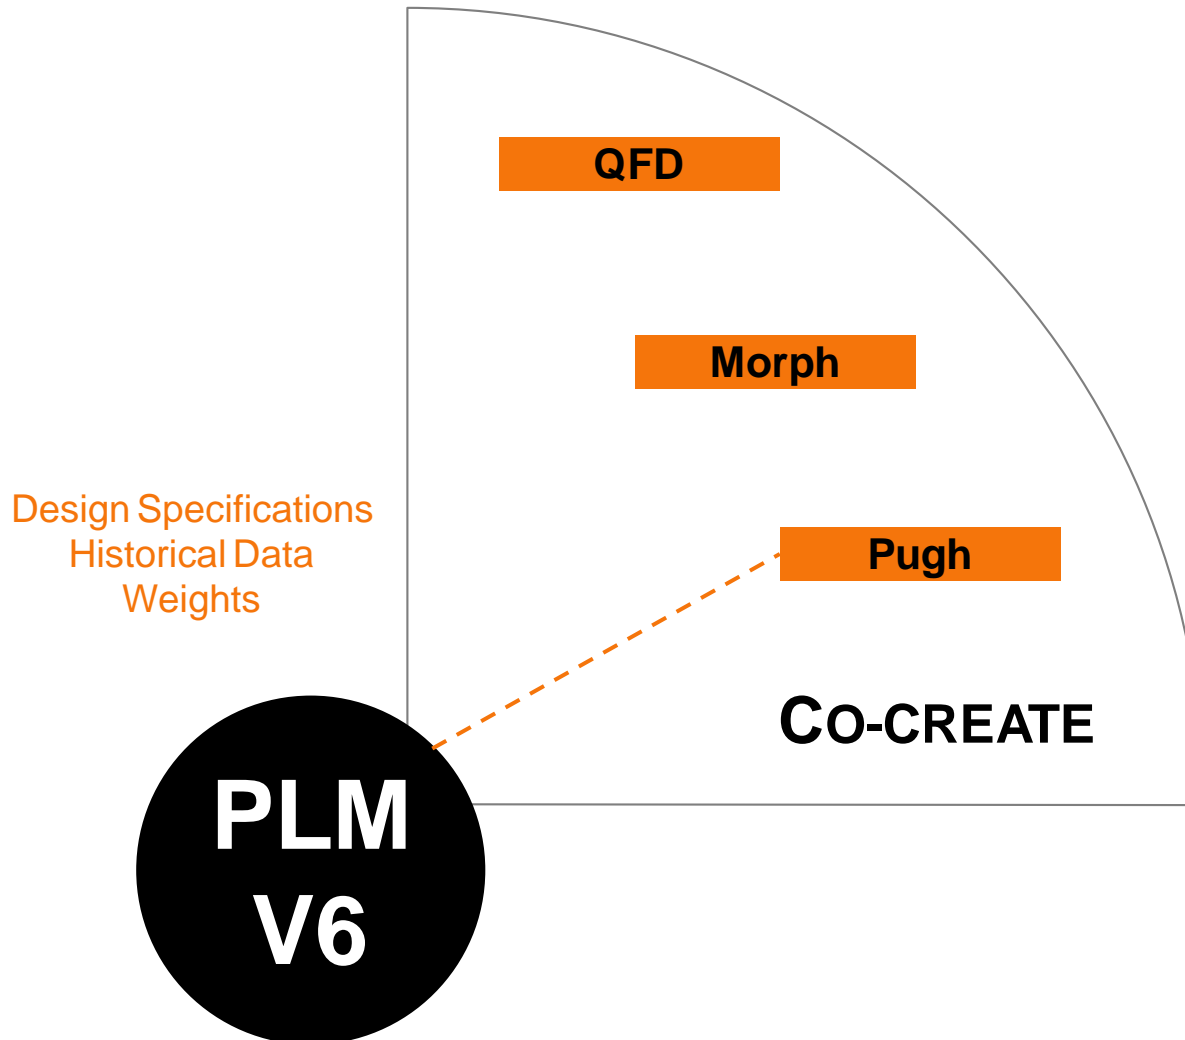 QFD
Morph
Pugh
Design Specifications
Historical Data
Weights
CO-CREATE
PLM
V6